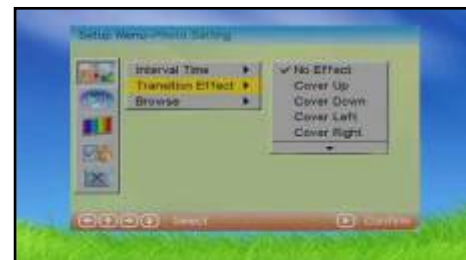 Setup Menu-Photo Setting
Interval Time
Transition Effect
Browse
No Effect
Cover Up
Cover Down
Cover Left
Cover Right
Select
Confirm